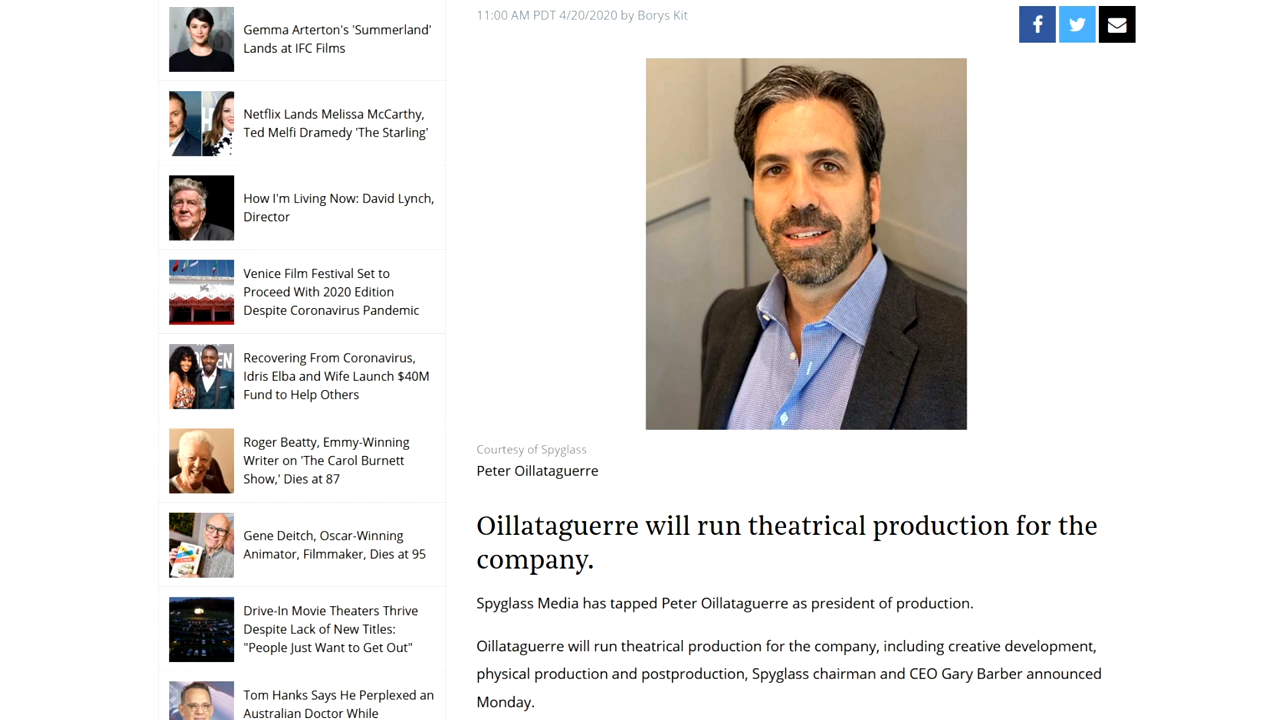 Gemma Arterton's 'Summerland'
Lands at IFC Films
Netflix Lands Melissa McCarthy,
Ted Melfi Dramedy 'The Starling'
How I'm Living Now: David Lynch,
Director
Venice Film Festival Set to
Proceed With 2020 Edition
Despite Coronavirus Pandemic
Recovering From Coronavirus,
Idris Elba and Wife Launch $40M
Fund to Help Others
Roger Beatty, Emmy-Winning
Writer on 'The Carol Burnett
Show,' Dies at 87
Gene Deitch, Oscar-Winning
Animator, Filmmaker, Dies at 95
Drive-In Movie Theaters Thrive
Despite Lack of New Titles:
"People Just Want to Get Out"
Tom Hanks Says He Perplexed an
Australian Doctor While
11:00 AM PDT 4/20/2020 by Borys Kit
Courtesy of Spyglass
Peter Oillataguerre
Oillataguerre will run theatrical production for the
company.
Spyglass Media has tapped Peter Oillataguerre as president of production.
Oillataguerre will run theatrical production for the company, including creative development,
physical production and postproduction, Spyglass chairman and CEO Gary Barber announced
Monday.